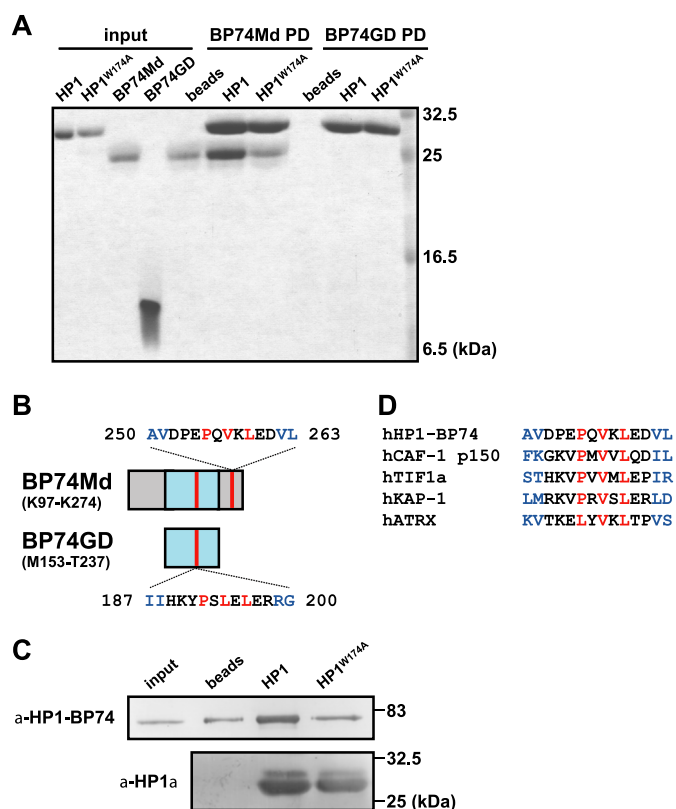 A
input BP74Md PD BP74GD PD
HP1 HP1W174A BP74Md BP74GD beads HP1 HP1W174A beads HP1 HP1W174A
32.5
25
16.5
6.5 (kDa)
B
250 AVDPEPQVKLEDVL 263
BP74Md
(K97-K274)
BP74GD
(M153-T237)
187 IIHKYPSLELERRG 200
D
hHP1-BP74 AVDPEPQVKLEDVL
hCAF-1 p150 FKGKVPMVVLQDIL
hTIF1a STHKVPVVMLEPIR
hKAP-1 LMRKVPRVSLERLD
hATRX KVTKELYVKLTPVS
C
input beads HP1 HP1W174A
a-HP1-BP74
83
a-HP1a
32.5
25 (kDa)